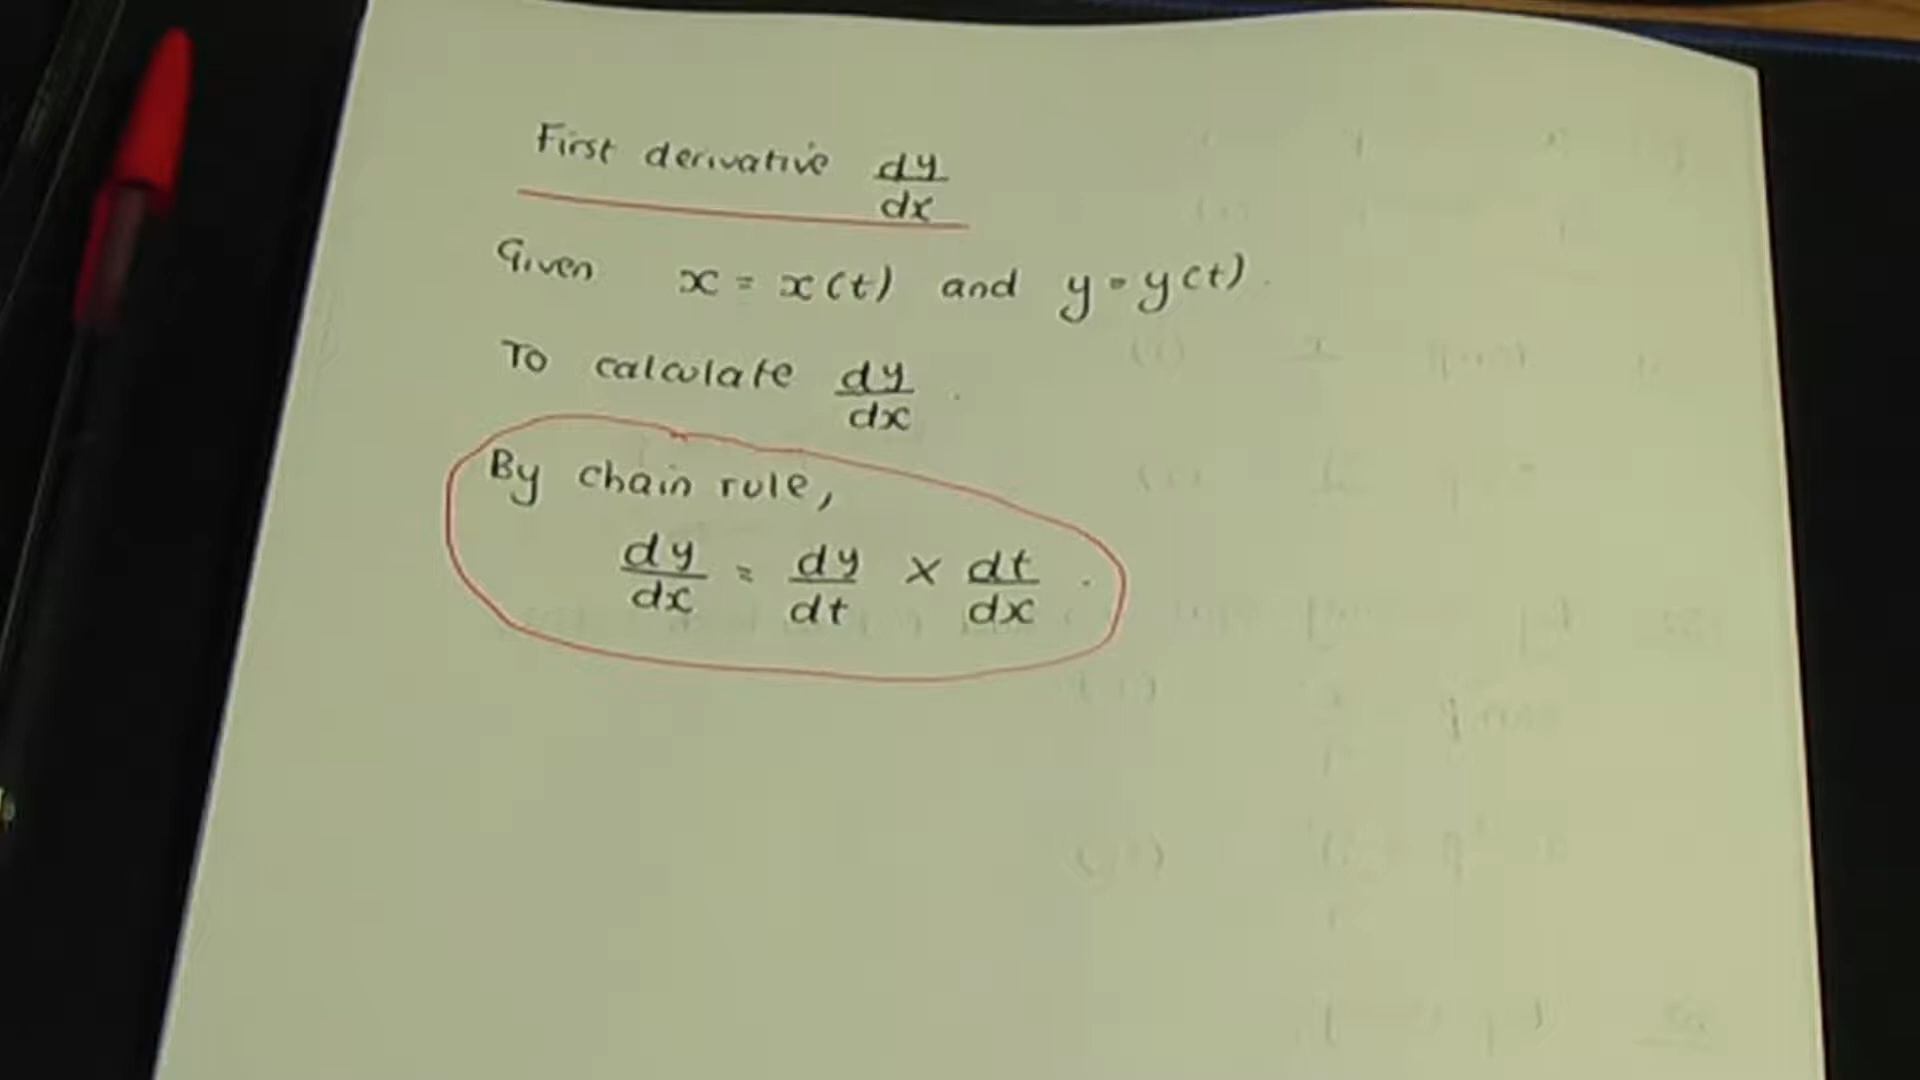 First derivative dy/dx
Given x = x(t) and y = y(t).
To calculate dy/dx.
By chain rule,
dy/dx = dy/dt × dt/dx.